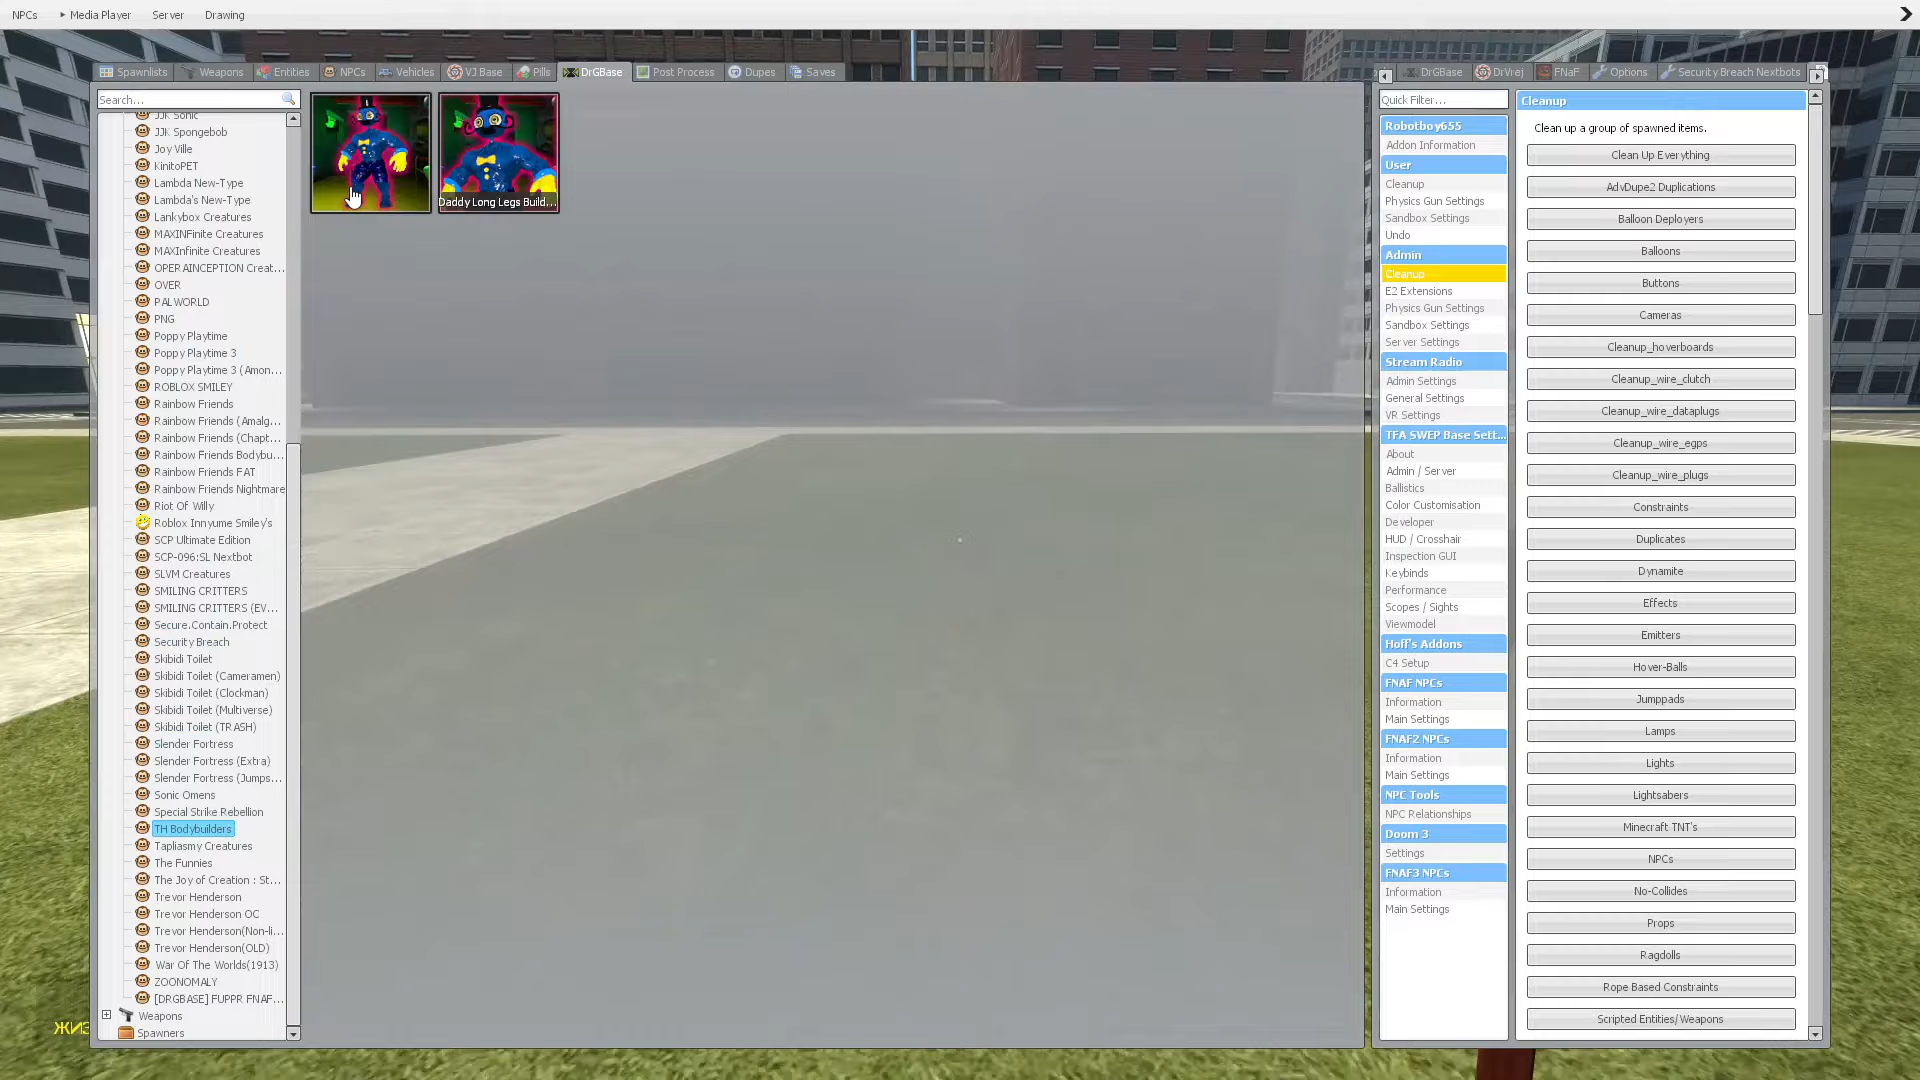 NPCs
Media Player
Server
Drawing
Spawnlists
Weapons
Entities
NPCs
Vehicles
VJ Base
Pills
DrGBase
Post Process
Dupes
Saves
Search...
JJK Sonic
JJK Spongebob
Joy Ville
KinitoPET
Lambda New-Type
Lambda's New-Type
Lankybox Creatures
MAXINFinite Creatures
MAXInfinite Creatures
OPERAINCEPTION Creat...
OVER
PALWORLD
PNG
Poppy Playtime
Poppy Playtime 3
Poppy Playtime 3 (Amon...
ROBLOX SMILEY
Rainbow Friends
Rainbow Friends (Amalg...
Rainbow Friends (Chapt...
Rainbow Friends Bodybu...
Rainbow Friends FAT
Rainbow Friends Nightmare
Riot Of Willy
Roblox Innyume Smiley's
SCP Ultimate Edition
SCP-096:SL Nextbot
SLVM Creatures
SMILING CRITTERS
SMILING CRITTERS (EV...
Secure.Contain.Protect
Security Breach
Skibidi Toilet
Skibidi Toilet (Cameramen)
Skibidi Toilet (Clockman)
Skibidi Toilet (Multiverse)
Skibidi Toilet (TRASH)
Slender Fortress
Slender Fortress (Extra)
Slender Fortress (Jumps...
Sonic Omens
Special Strike Rebellion
TH Bodybuilders
Tapliasmy Creatures
The Funnies
The Joy of Creation : St...
Trevor Henderson
Trevor Henderson OC
Trevor Henderson(Non-li...
Trevor Henderson(OLD)
War Of The Worlds(1913)
ZOONOMALY
[DRGBASE] FUPPR FNAF...
Weapons
Spawners
ЖИЗ
Daddy Long Legs Build...
DrGBase
DrVrej
FNaF
Options
Security Breach Nextbots
Quick Filter...
Robotboy655
Addon Information
User
Cleanup
Physics Gun Settings
Sandbox Settings
Undo
Admin
Cleanup
E2 Extensions
Physics Gun Settings
Sandbox Settings
Server Settings
Stream Radio
Admin Settings
General Settings
VR Settings
TFA SWEP Base Sett...
About
Admin / Server
Ballistics
Color Customisation
Developer
HUD / Crosshair
Inspection GUI
Keybinds
Performance
Scopes / Sights
Viewmodel
Hoff's Addons
C4 Setup
FNAF NPCs
Information
Main Settings
FNAF2 NPCs
Information
Main Settings
NPC Tools
NPC Relationships
Doom 3
Settings
FNAF3 NPCs
Information
Main Settings
Cleanup
Clean up a group of spawned items.
Clean Up Everything
AdvDupe2 Duplications
Balloon Deployers
Balloons
Buttons
Cameras
Cleanup_hoverboards
Cleanup_wire_clutch
Cleanup_wire_dataplugs
Cleanup_wire_egps
Cleanup_wire_plugs
Constraints
Duplicates
Dynamite
Effects
Emitters
Hover-Balls
Jumppads
Lamps
Lights
Lightsabers
Minecraft TNT's
NPCs
No-Collides
Props
Ragdolls
Rope Based Constraints
Scripted Entities/Weapons